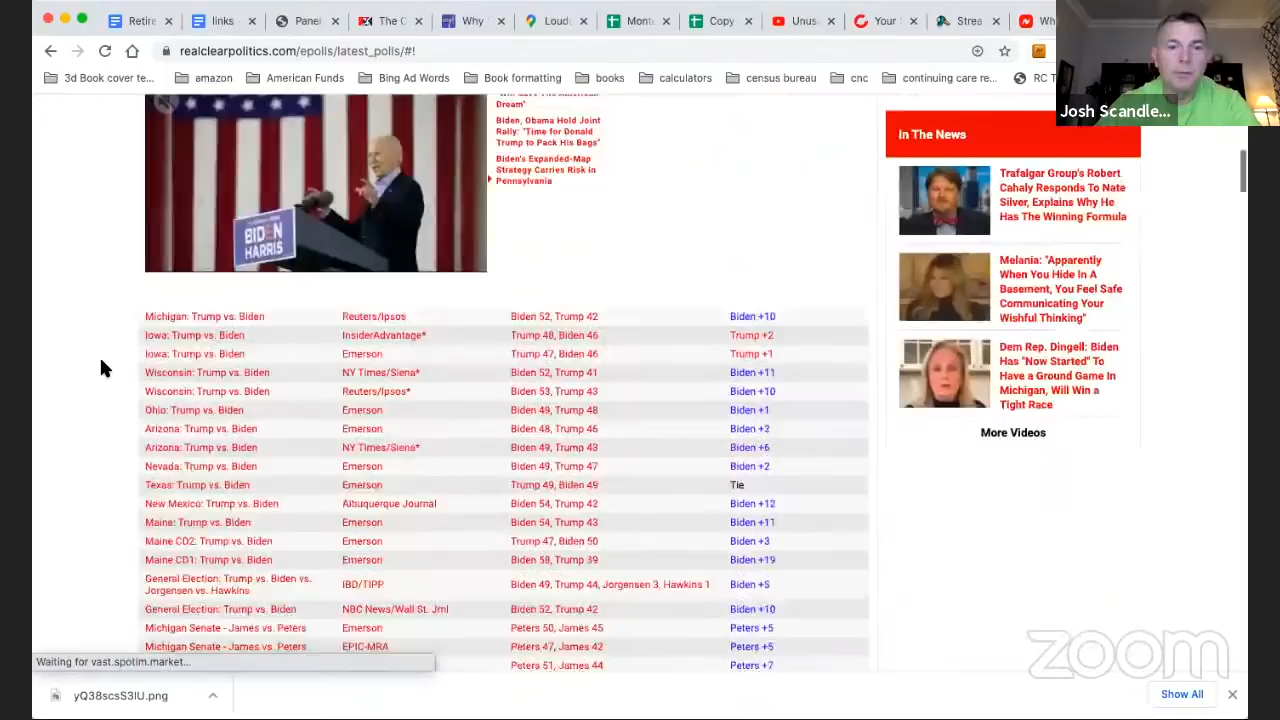 Retire
links
Panel
The C
Why
Loud
Mont
Copy
Unus
Your S
Strea
Wh
realclearpolitics.com/epolls/latest_polls/#!
3d Book cover te...
amazon
American Funds
Bing Ad Words
Book formatting
books
calculators
census bureau
cnc
continuing care re...
RC T
Josh Scandle...
Dream"
Biden, Obama Hold Joint
Rally: "Time for Donald
Trump to Pack His Bags"
Biden's Expanded-Map
Strategy Carries Risk in
Pennsylvania
BIDEN
HARRIS
In The News
Trafalgar Group's Robert
Cahaly Responds To Nate
Silver, Explains Why He
Has The Winning Formula
Melania: "Apparently
When You Hide In A
Basement, You Feel Safe
Communicating Your
Wishful Thinking"
Dem Rep. Dingell: Biden
Has "Now Started" To
Have a Ground Game In
Michigan, Will Win a
Tight Race
More Videos
Michigan: Trump vs. Biden Reuters/Ipsos Biden 52, Trump 42 Biden +10
Iowa: Trump vs. Biden InsiderAdvantage* Trump 48, Biden 46 Trump +2
Iowa: Trump vs. Biden Emerson Trump 47, Biden 46 Trump +1
Wisconsin: Trump vs. Biden NY Times/Siena* Biden 52, Trump 41 Biden +11
Wisconsin: Trump vs. Biden Reuters/Ipsos* Biden 53, Trump 43 Biden +10
Ohio: Trump vs. Biden Emerson Biden 49, Trump 48 Biden +1
Arizona: Trump vs. Biden Emerson Biden 48, Trump 46 Biden +2
Arizona: Trump vs. Biden NY Times/Siena* Biden 49, Trump 43 Biden +6
Nevada: Trump vs. Biden Emerson Biden 49, Trump 47 Biden +2
Texas: Trump vs. Biden Emerson Trump 49, Biden 49 Tie
New Mexico: Trump vs. Biden Albuquerque Journal Biden 54, Trump 42 Biden +12
Maine: Trump vs. Biden Emerson Biden 54, Trump 43 Biden +11
Maine CD2: Trump vs. Biden Emerson Trump 47, Biden 50 Biden +3
Maine CD1: Trump vs. Biden Emerson Biden 58, Trump 39 Biden +19
General Election: Trump vs. Biden vs.
Jorgensen vs. Hawkins IBD/TIPP Biden 49, Trump 44, Jorgensen 3, Hawkins 1 Biden +5
General Election: Trump vs. Biden NBC News/Wall St. Jrnl Biden 52, Trump 42 Biden +10
Michigan Senate - James vs. Peters Emerson Peters 50, James 45 Peters +5
Michigan Senate - James vs. Peters EPIC-MRA Peters 47, James 42 Peters +5
Peters 51, James 44 Peters +7
Waiting for vast.spotim.market...
yQ38scsS3lU.png
Show All
zoom